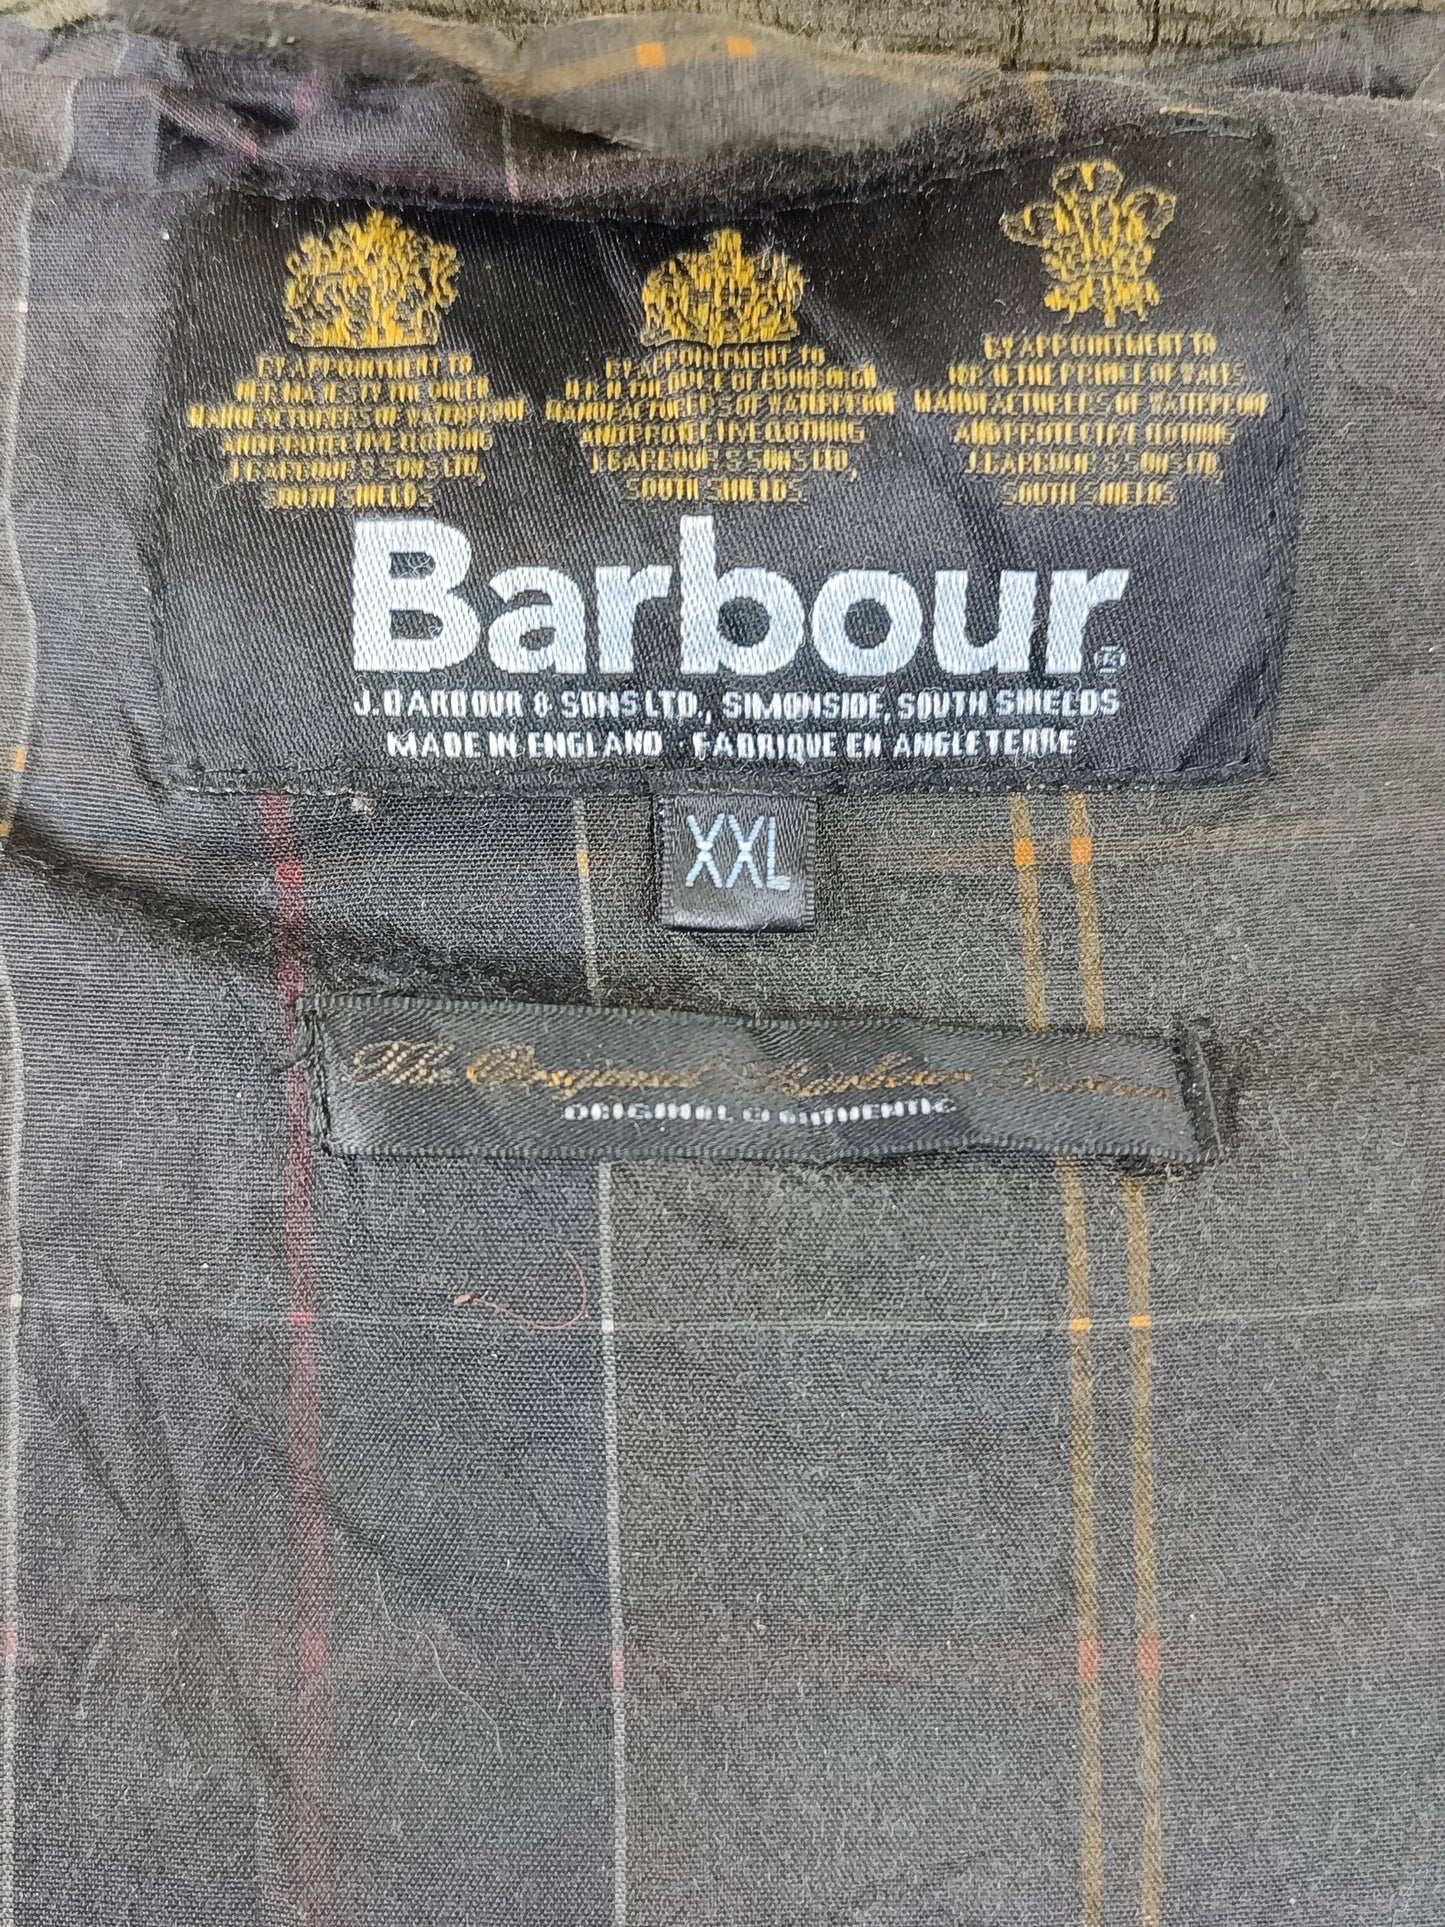 BY APPOINTMENT TO
HER MAJESTY THE QUEEN
MANUFACTURERS OF WATERPROOF
AND PROTECTIVE CLOTHING
J. BARBOUR & SONS LTD,
SOUTH SHIELDS
BY APPOINTMENT TO
H.R.H THE DUKE OF EDINBURGH
MANUFACTURERS OF WATERPROOF
AND PROTECTIVE CLOTHING
J. BARBOUR & SONS LTD,
SOUTH SHIELDS
BY APPOINTMENT TO
H.R.H THE PRINCE OF WALES
MANUFACTURERS OF WATERPROOF
AND PROTECTIVE CLOTHING
J. BARBOUR & SONS LTD,
SOUTH SHIELDS
Barbour®
J. BARBOUR & SONS LTD., SIMONSIDE, SOUTH SHIELDS
MADE IN ENGLAND · FABRIQUE EN ANGLETERRE
XXL
The Original
ORIGINAL & AUTHENTIC